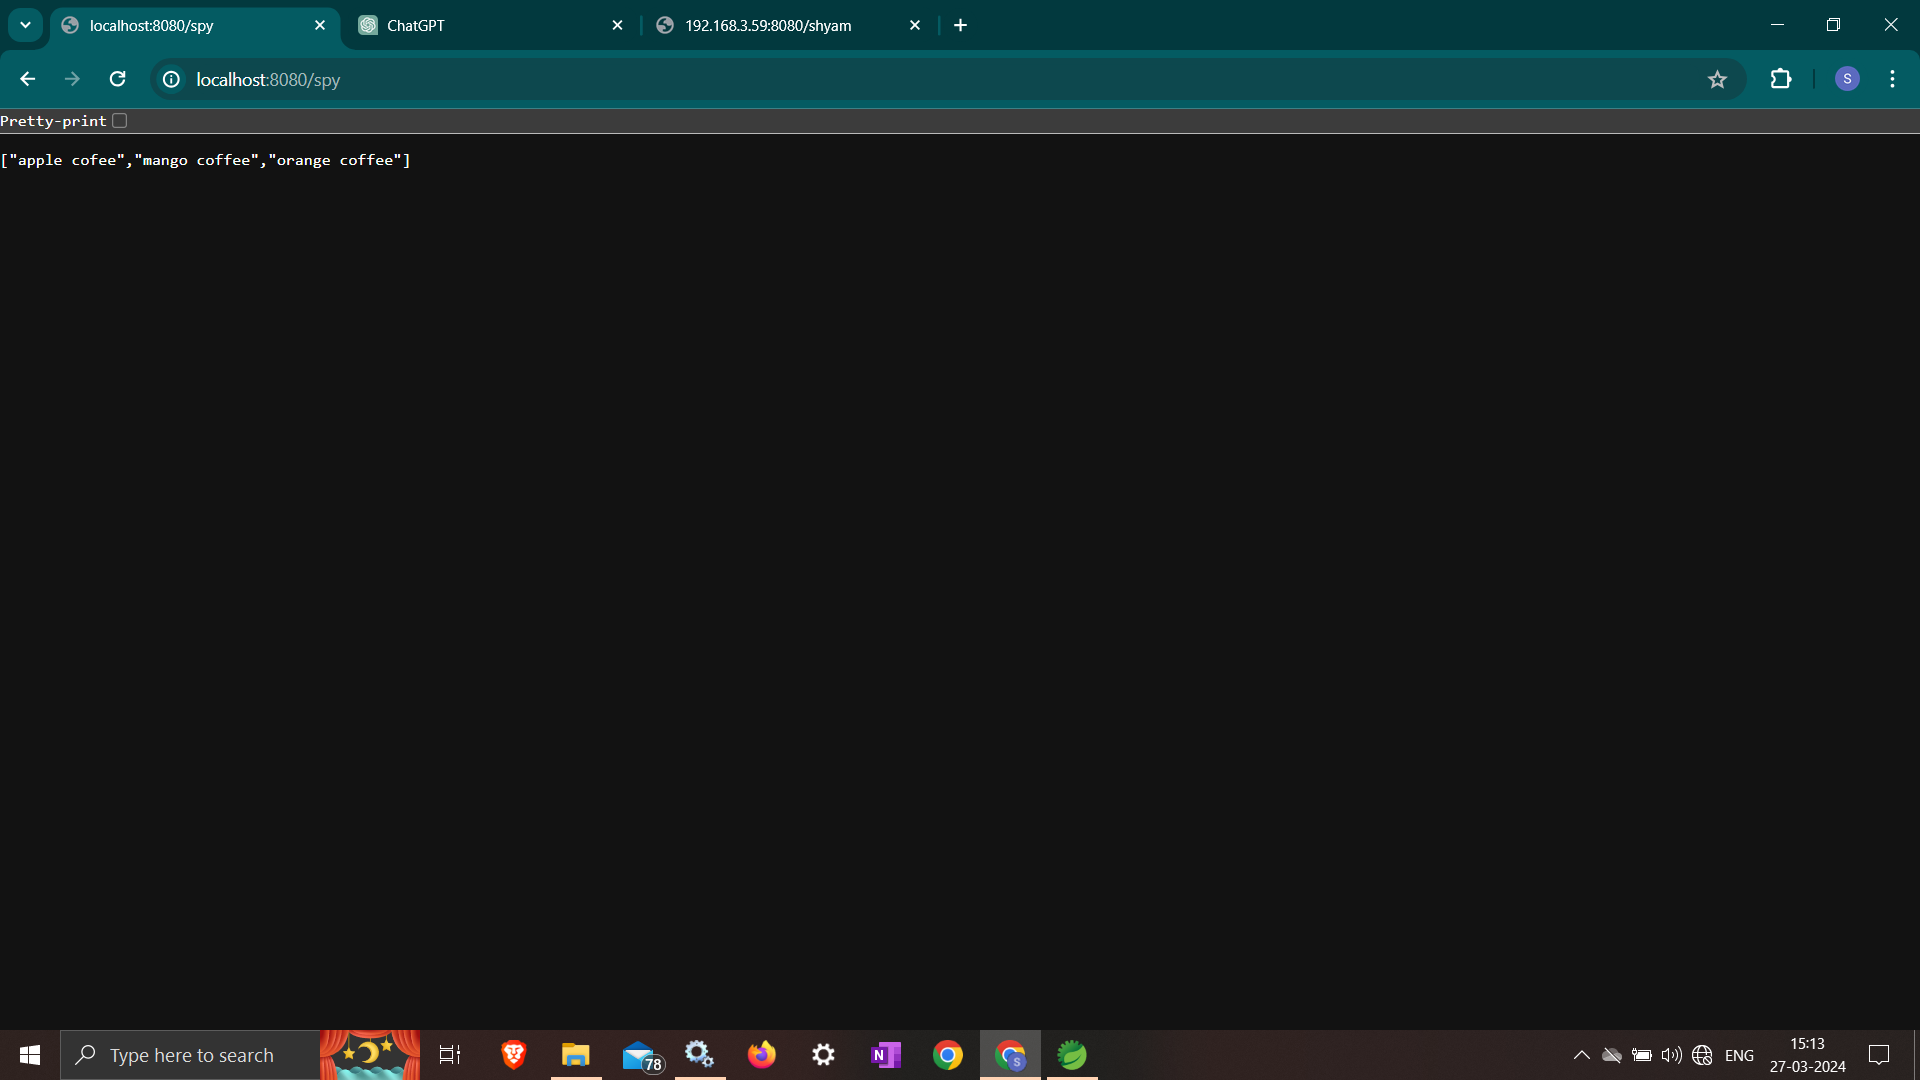 localhost:8080/spy
ChatGPT
192.168.3.59:8080/shyam
localhost:8080/spy
S
Pretty-print
["apple cofee","mango coffee","orange coffee"]
Type here to search
78
N
S
ENG
15:13
27-03-2024